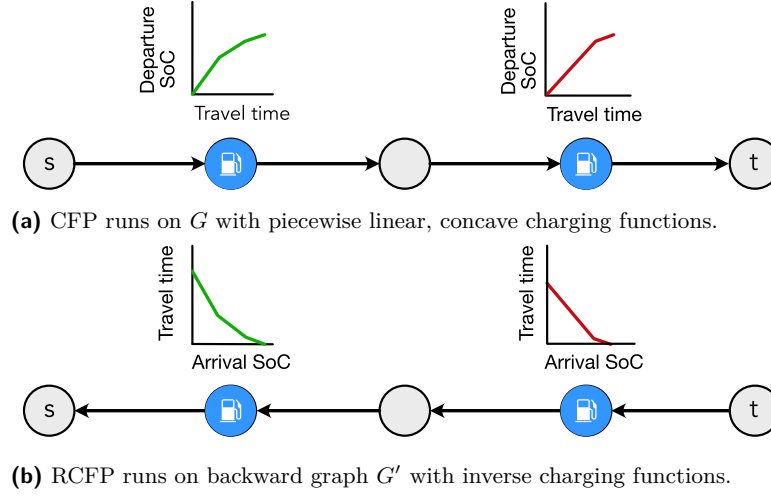 Departure
SoC
Travel time
Departure
SoC
Travel time
s
t
(a) CFP runs on G with piecewise linear, concave charging functions.
Travel time
Arrival SoC
Travel time
Arrival SoC
s
t
(b) RCFP runs on backward graph G′ with inverse charging functions.